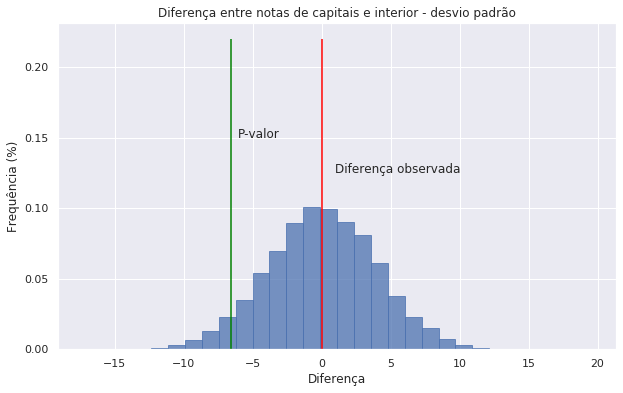 Diferença entre notas de capitais e interior - desvio padrão
Frequência (%)
0.20
0.15
0.10
0.05
0.00
P-valor
Diferença observada
−15
−10
−5
0
5
10
15
20
Diferença